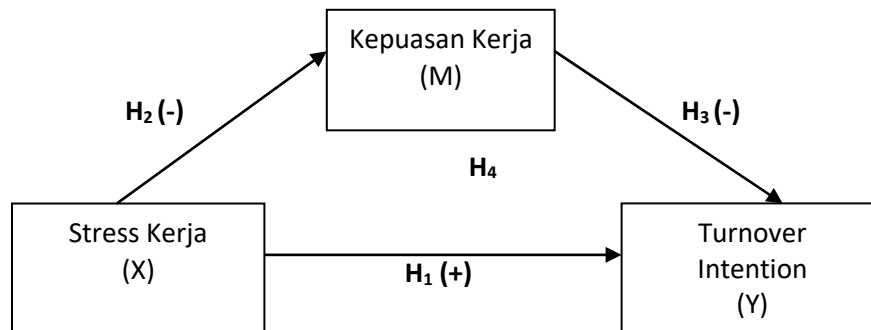 Kepuasan Kerja
(M)
H₂ (-)
H₃ (-)
H₄
Stress Kerja
(X)
H₁ (+)
Turnover
Intention
(Y)